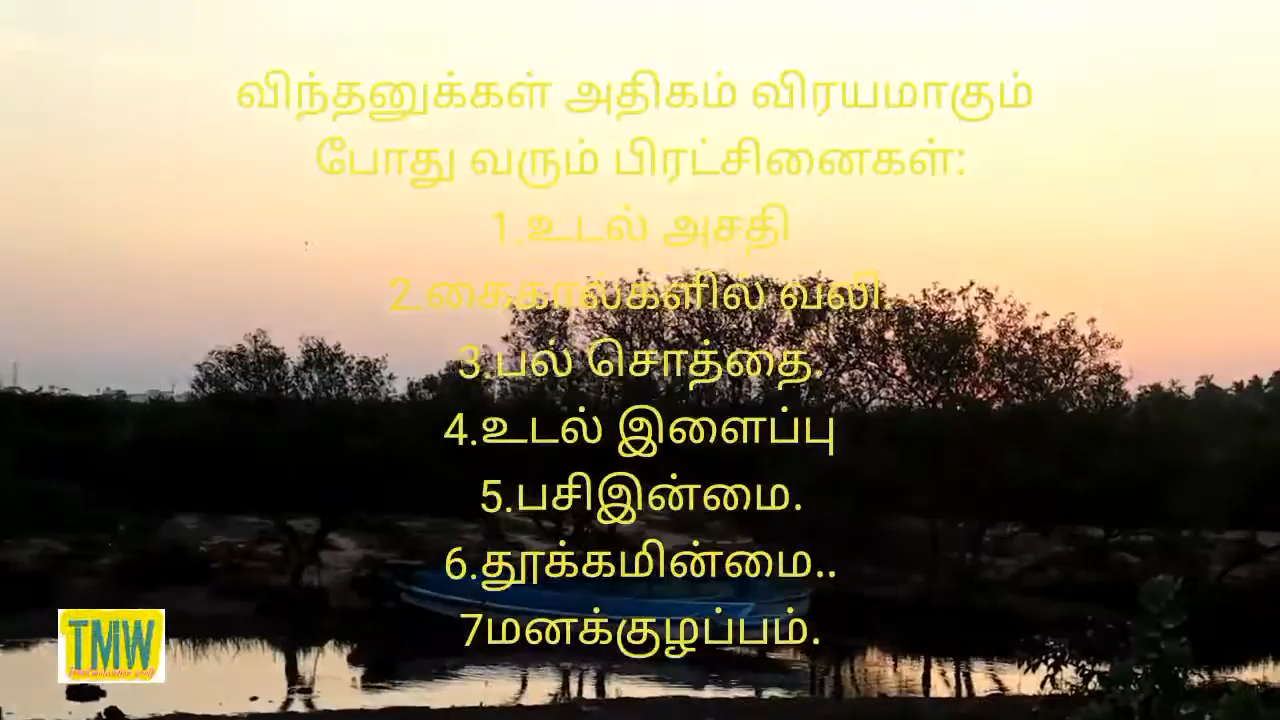 விந்தனுக்கள் அதிகம் விரயமாகும்
போது வரும் பிரட்சினைகள்:
1.உடல் அசதி
2.கைகால்களில் வலி.
3.பல் சொத்தை.
4.உடல் இளைப்பு
5.பசிஇன்மை.
6.தூக்கமின்மை..
7மனக்குழப்பம்.
TMW